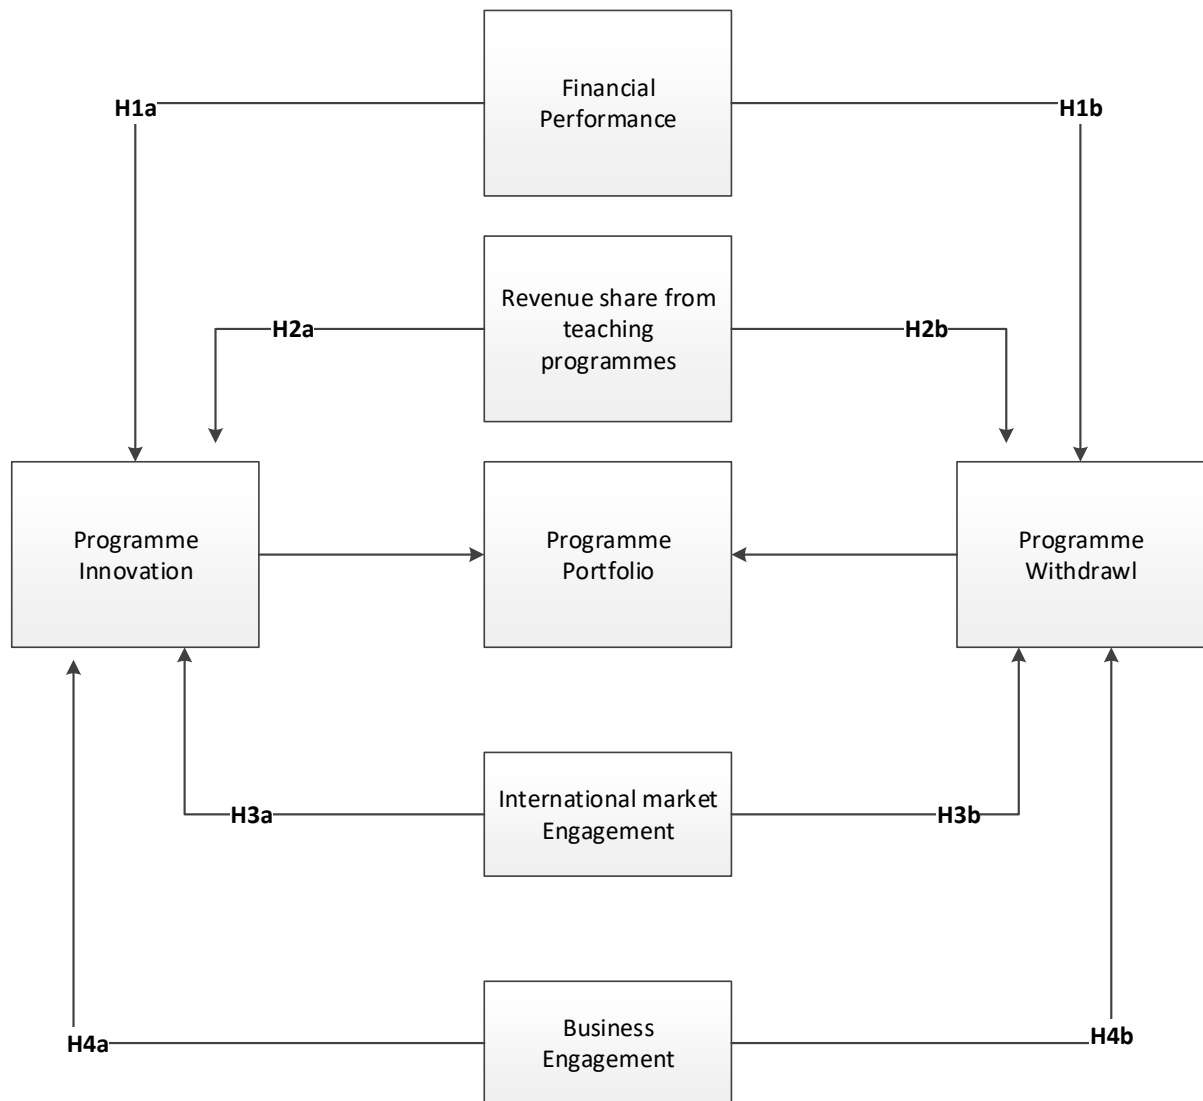 Financial
Performance
H1a
H1b
Revenue share from
teaching
programmes
H2a
H2b
Programme
Innovation
Programme
Portfolio
Programme
Withdrawl
International market
Engagement
H3a
H3b
Business
Engagement
H4a
H4b